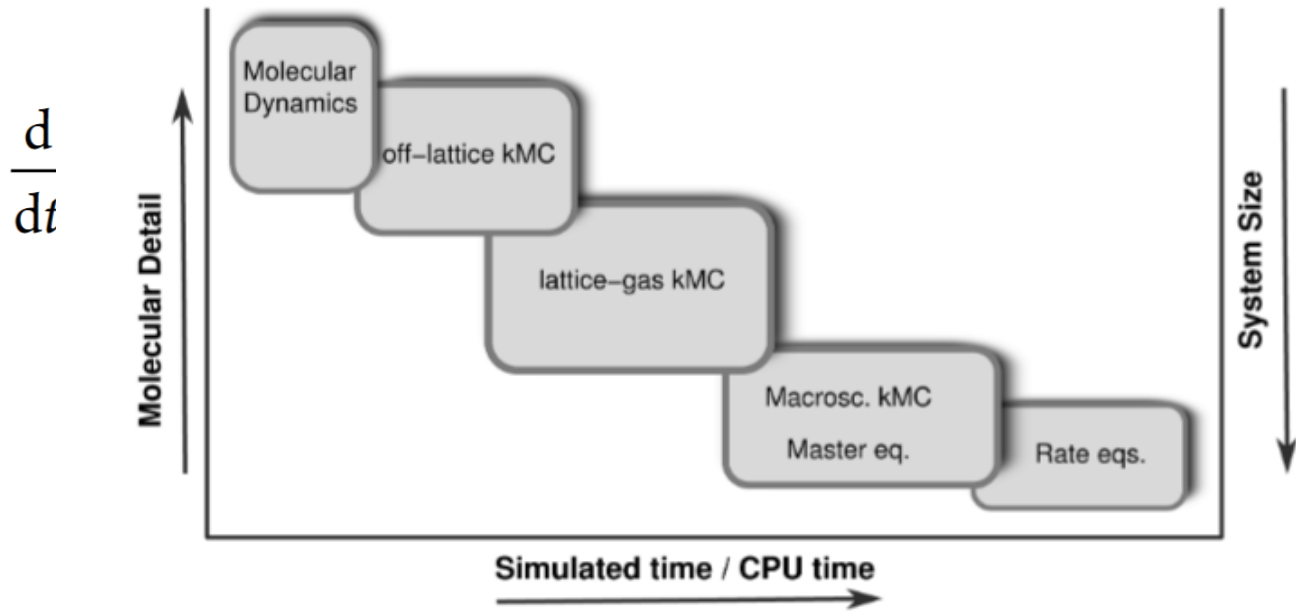 d
dt
Molecular Detail
Molecular
Dynamics
off–lattice kMC
lattice–gas kMC
Macrosc. kMC
Master eq.
Rate eqs.
System Size
Simulated time / CPU time